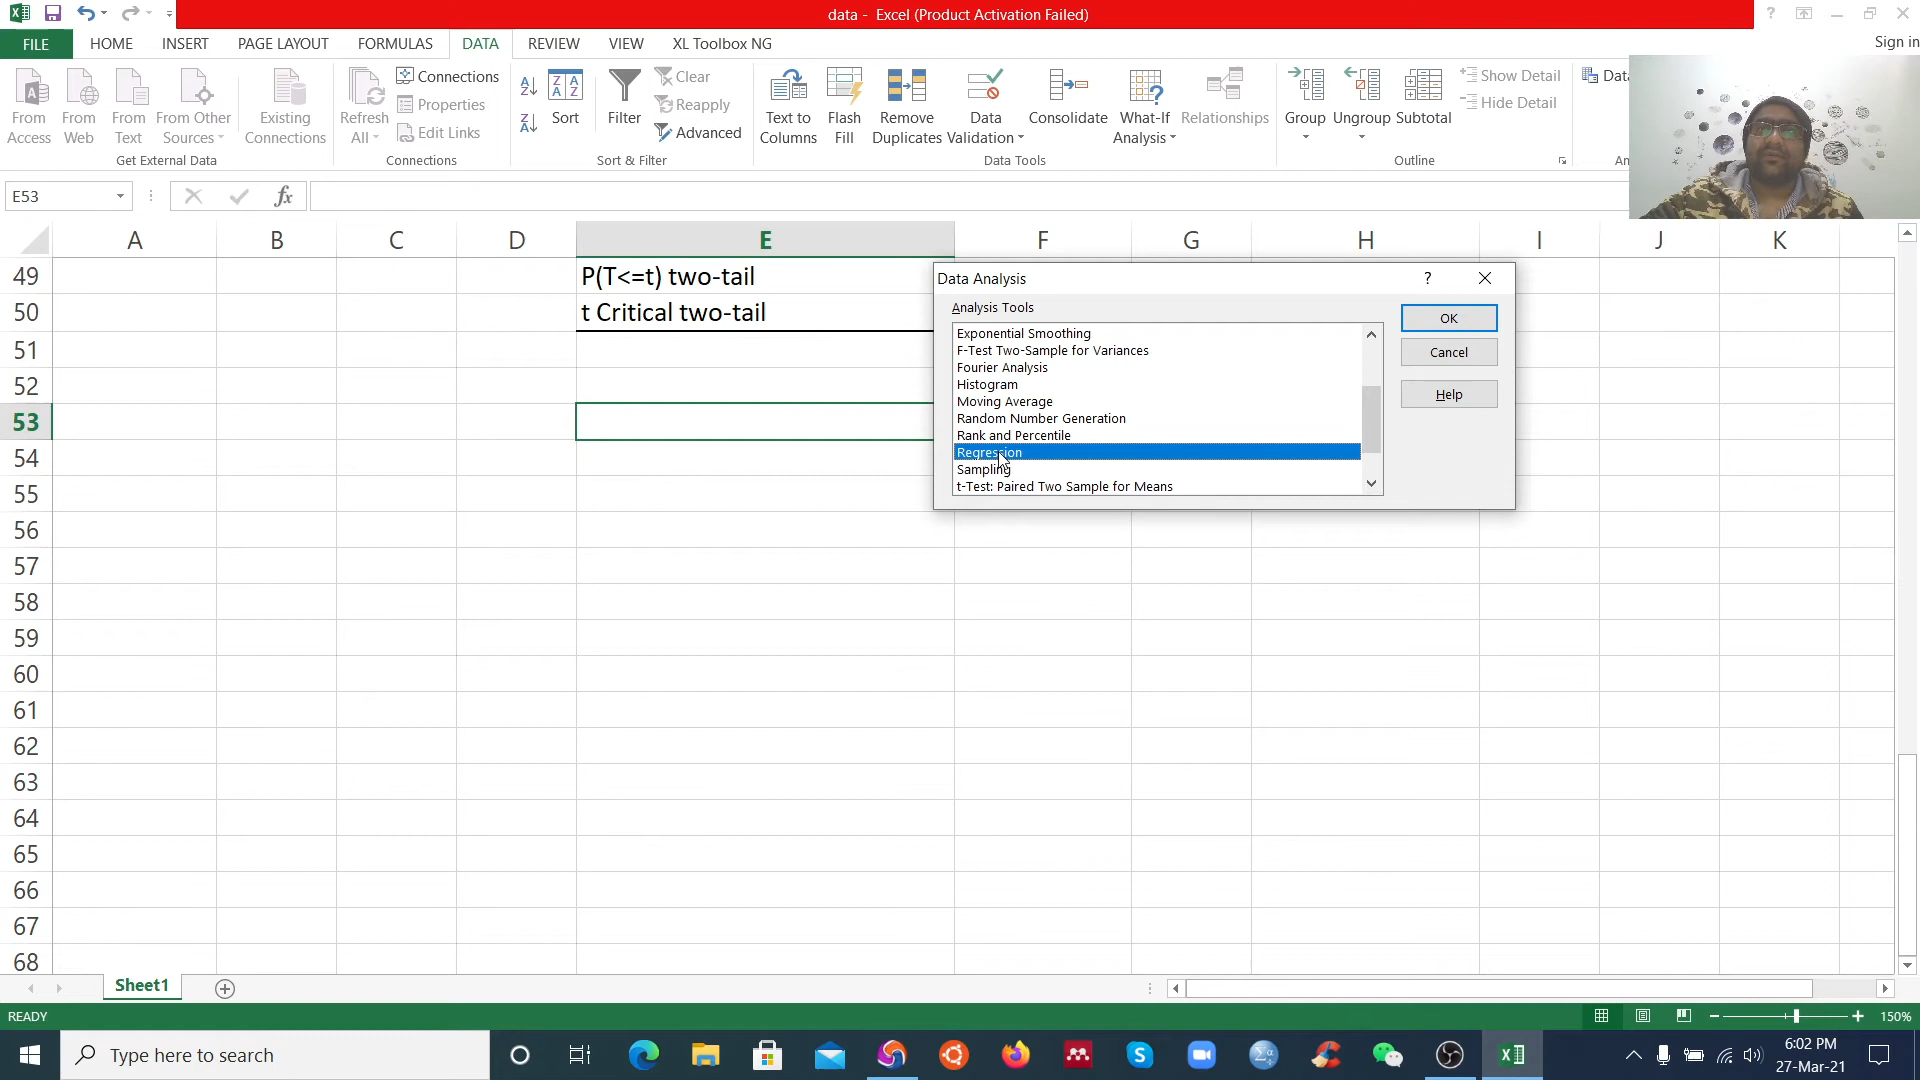 data - Excel (Product Activation Failed)
FILE HOME INSERT PAGE LAYOUT FORMULAS DATA REVIEW VIEW XL Toolbox NG
Sign in
From Access
From Web
From Text
From Other Sources
Existing Connections
Get External Data
Refresh All
Connections
Properties
Edit Links
Connections
Sort
Filter
Clear
Reapply
Advanced
Sort & Filter
Text to Columns
Flash Fill
Remove Duplicates
Data Validation
Consolidate
What-If Analysis
Relationships
Data Tools
Group
Ungroup
Subtotal
Show Detail
Hide Detail
Outline
E53
fx
A B C D E F G H I J K
49 P(T<=t) two-tail
50 t Critical two-tail
51
52
53
54
55
56
57
58
59
60
61
62
63
64
65
66
67
68
Data Analysis
?
Analysis Tools
Exponential Smoothing
F-Test Two-Sample for Variances
Fourier Analysis
Histogram
Moving Average
Random Number Generation
Rank and Percentile
Regression
Sampling
t-Test: Paired Two Sample for Means
OK
Cancel
Help
Sheet1
READY
150%
Type here to search
6:02 PM
27-Mar-21